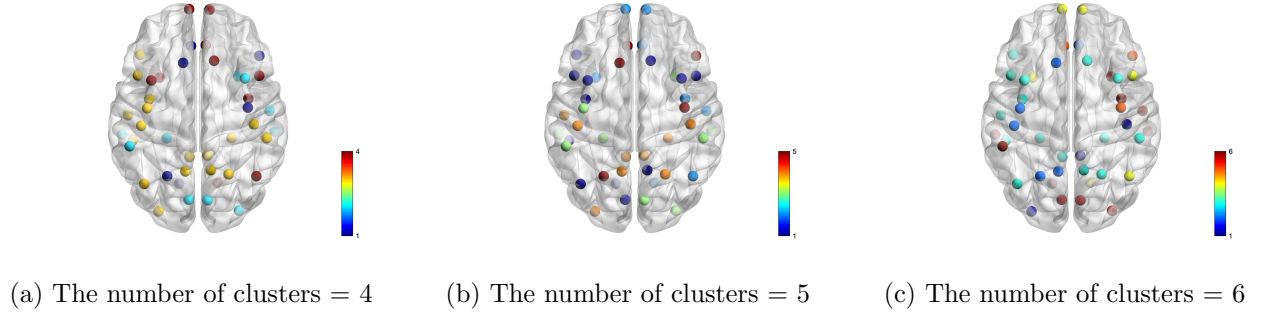 4
1
5
1
6
1
(a) The number of clusters = 4
(b) The number of clusters = 5
(c) The number of clusters = 6